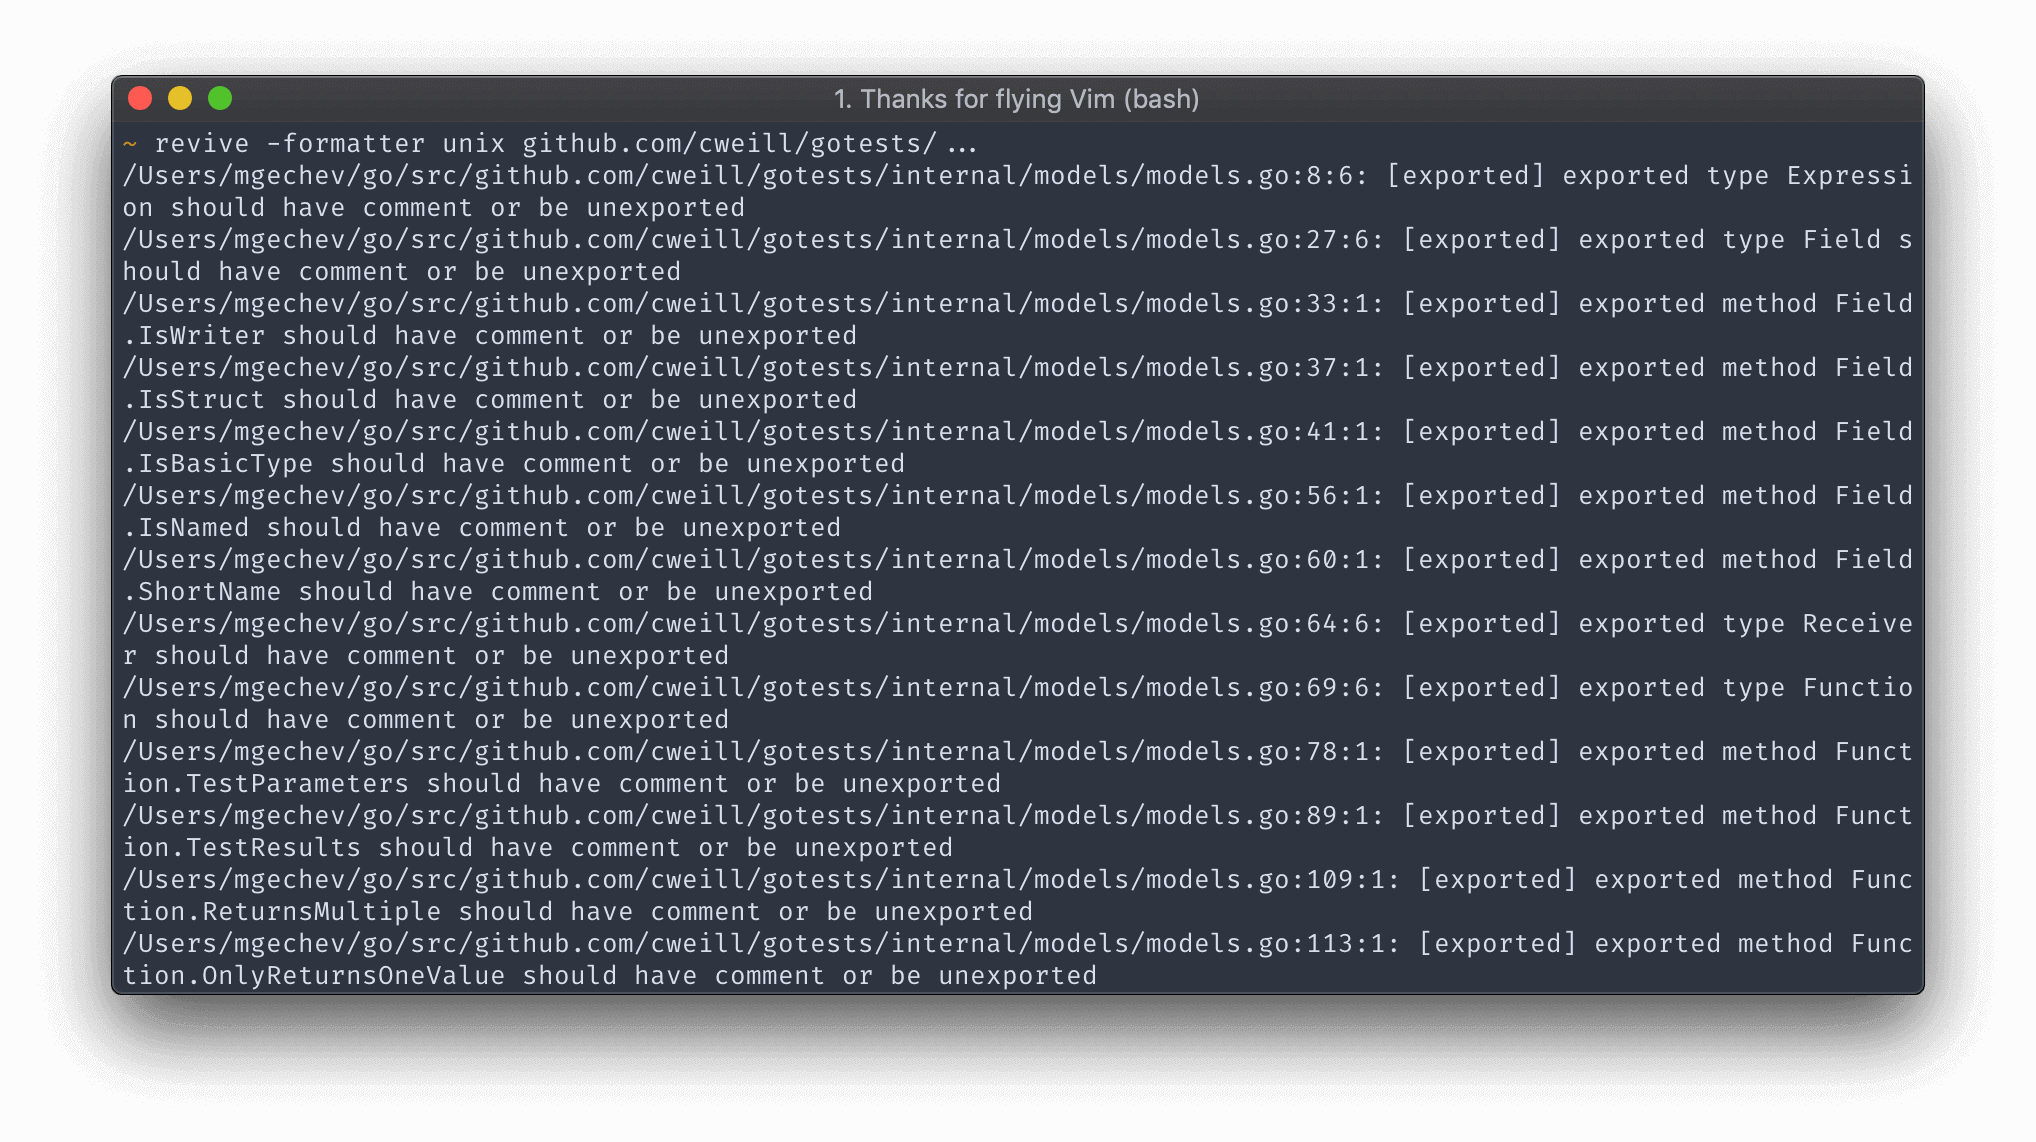 1. Thanks for flying Vim (bash)
~ revive -formatter unix github.com/cweill/gotests/...
/Users/mgechev/go/src/github.com/cweill/gotests/internal/models/models.go:8:6: [exported] exported type Expressi
on should have comment or be unexported
/Users/mgechev/go/src/github.com/cweill/gotests/internal/models/models.go:27:6: [exported] exported type Field s
hould have comment or be unexported
/Users/mgechev/go/src/github.com/cweill/gotests/internal/models/models.go:33:1: [exported] exported method Field
.IsWriter should have comment or be unexported
/Users/mgechev/go/src/github.com/cweill/gotests/internal/models/models.go:37:1: [exported] exported method Field
.IsStruct should have comment or be unexported
/Users/mgechev/go/src/github.com/cweill/gotests/internal/models/models.go:41:1: [exported] exported method Field
.IsBasicType should have comment or be unexported
/Users/mgechev/go/src/github.com/cweill/gotests/internal/models/models.go:56:1: [exported] exported method Field
.IsNamed should have comment or be unexported
/Users/mgechev/go/src/github.com/cweill/gotests/internal/models/models.go:60:1: [exported] exported method Field
.ShortName should have comment or be unexported
/Users/mgechev/go/src/github.com/cweill/gotests/internal/models/models.go:64:6: [exported] exported type Receive
r should have comment or be unexported
/Users/mgechev/go/src/github.com/cweill/gotests/internal/models/models.go:69:6: [exported] exported type Functio
n should have comment or be unexported
/Users/mgechev/go/src/github.com/cweill/gotests/internal/models/models.go:78:1: [exported] exported method Funct
ion.TestParameters should have comment or be unexported
/Users/mgechev/go/src/github.com/cweill/gotests/internal/models/models.go:89:1: [exported] exported method Funct
ion.TestResults should have comment or be unexported
/Users/mgechev/go/src/github.com/cweill/gotests/internal/models/models.go:109:1: [exported] exported method Func
tion.ReturnsMultiple should have comment or be unexported
/Users/mgechev/go/src/github.com/cweill/gotests/internal/models/models.go:113:1: [exported] exported method Func
tion.OnlyReturnsOneValue should have comment or be unexported